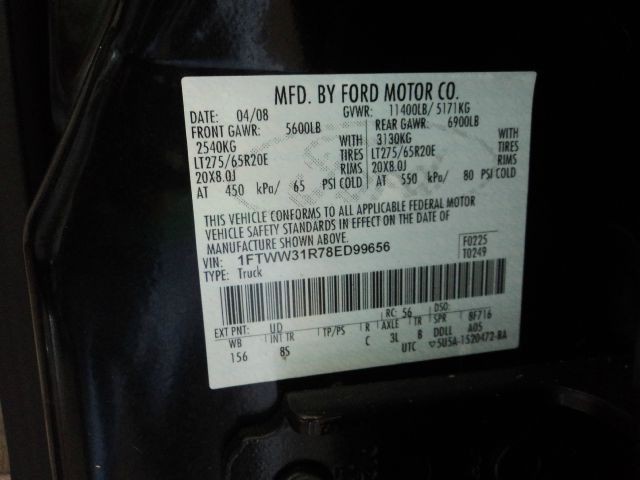 MFD. BY FORD MOTOR CO.
DATE: 04/08 GVWR: 11400LB/ 5171KG
FRONT GAWR: 5600LB REAR GAWR: 6900LB
2540KG WITH 3130KG WITH
LT275/65R20E TIRES LT275/65R20E TIRES
20X8.0J RIMS 20X8.0J RIMS
AT 450 kPa/ 65 PSI COLD AT 550 kPa/ 80 PSI COLD
THIS VEHICLE CONFORMS TO ALL APPLICABLE FEDERAL MOTOR
VEHICLE SAFETY STANDARDS IN EFFECT ON THE DATE OF
MANUFACTURE SHOWN ABOVE.
VIN: 1FTWW31R78ED99656 F0225
TYPE: Truck T0249
EXT PNT: UD RC: 56 DSO:
WB INT TR TP/PS R AXLE TR SPR 8F716
156 8S C 3L B DDLL A05
UTC 5U5A-1520472-BA